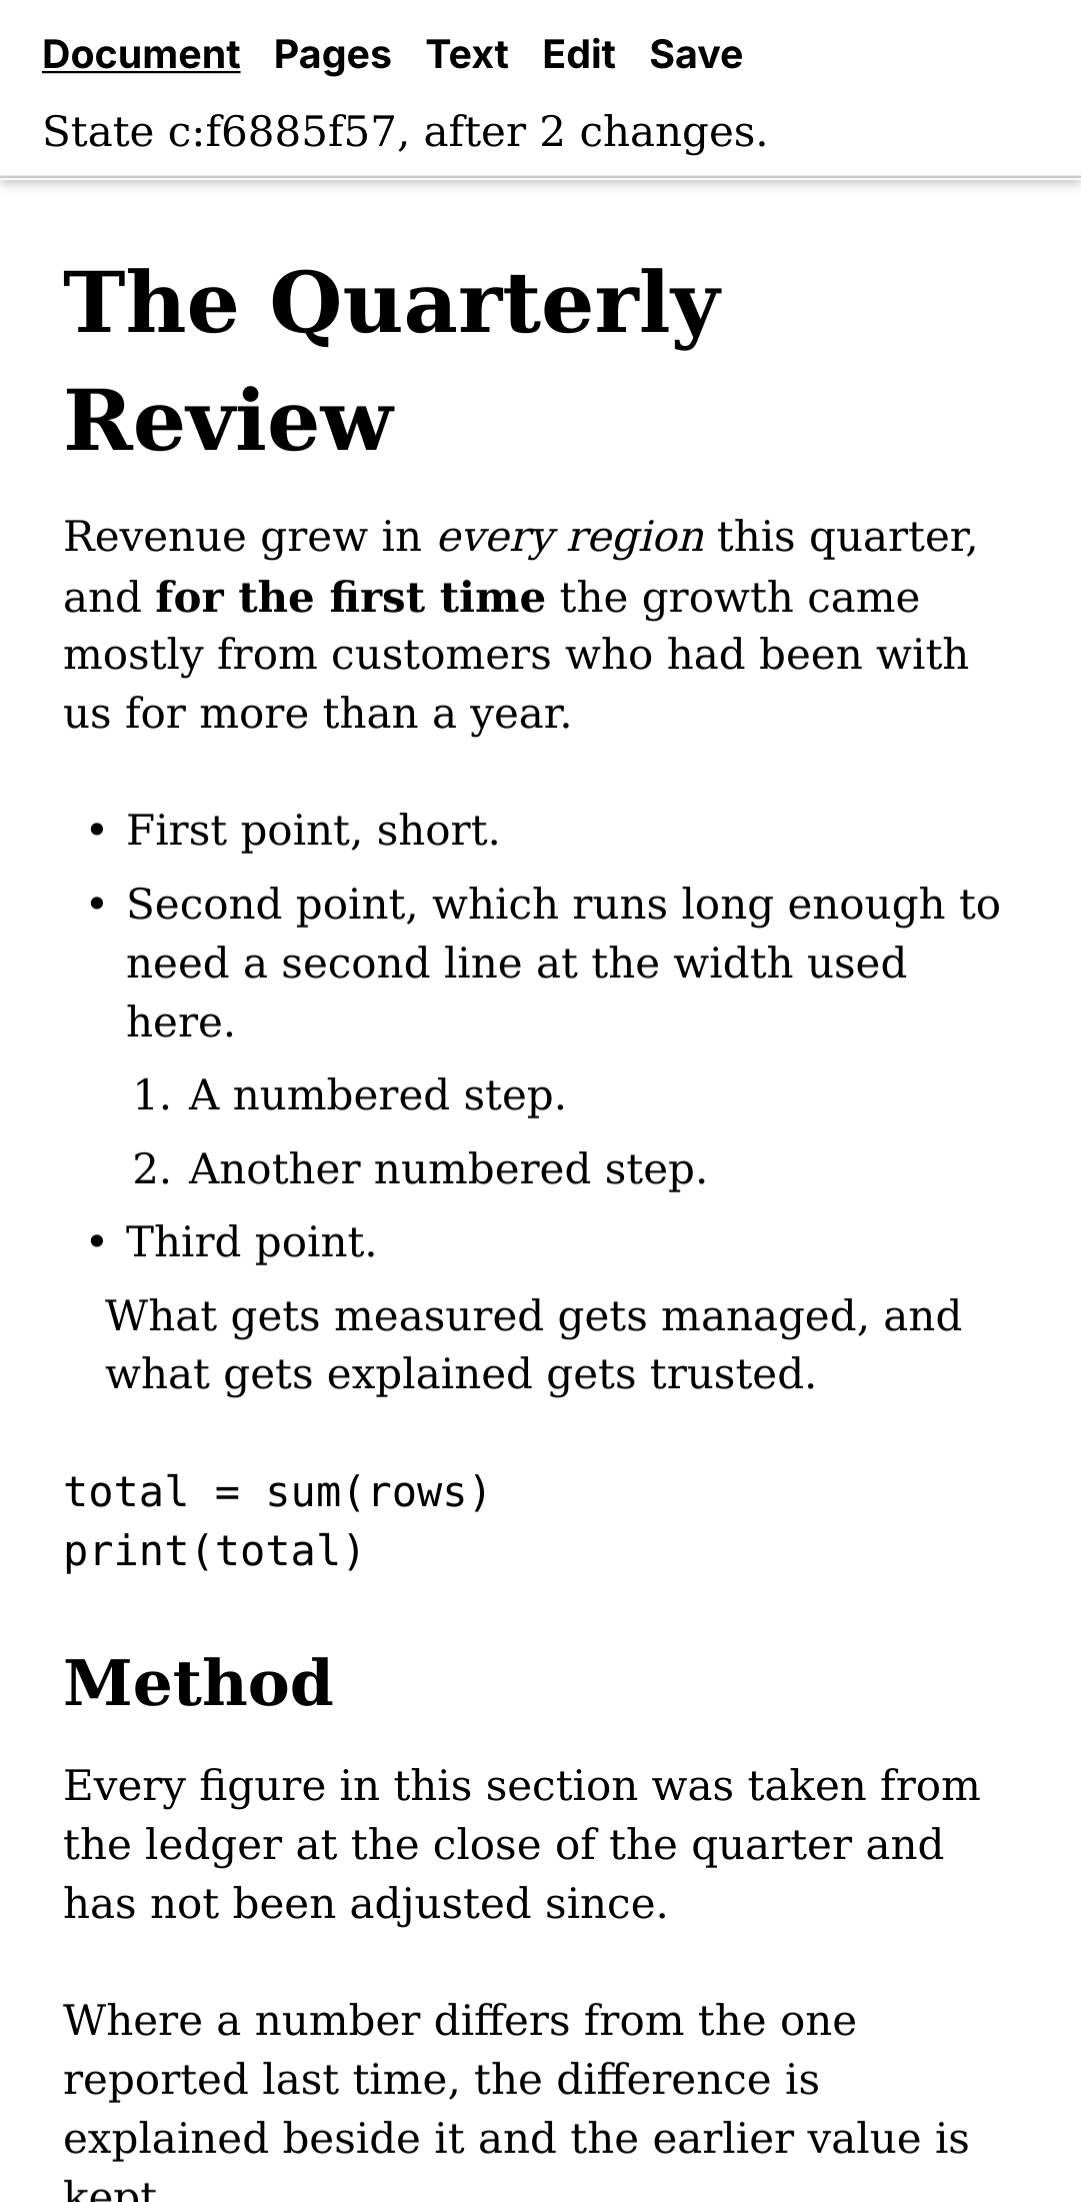 Document Pages Text Edit Save
State c:f6885f57, after 2 changes.
The Quarterly
Review
Revenue grew in every region this quarter,
and for the first time the growth came
mostly from customers who had been with
us for more than a year.
• First point, short.
• Second point, which runs long enough to
need a second line at the width used
here.
1. A numbered step.
2. Another numbered step.
• Third point.
What gets measured gets managed, and
what gets explained gets trusted.
total = sum(rows)
print(total)
Method
Every figure in this section was taken from
the ledger at the close of the quarter and
has not been adjusted since.
Where a number differs from the one
reported last time, the difference is
explained beside it and the earlier value is
kept.